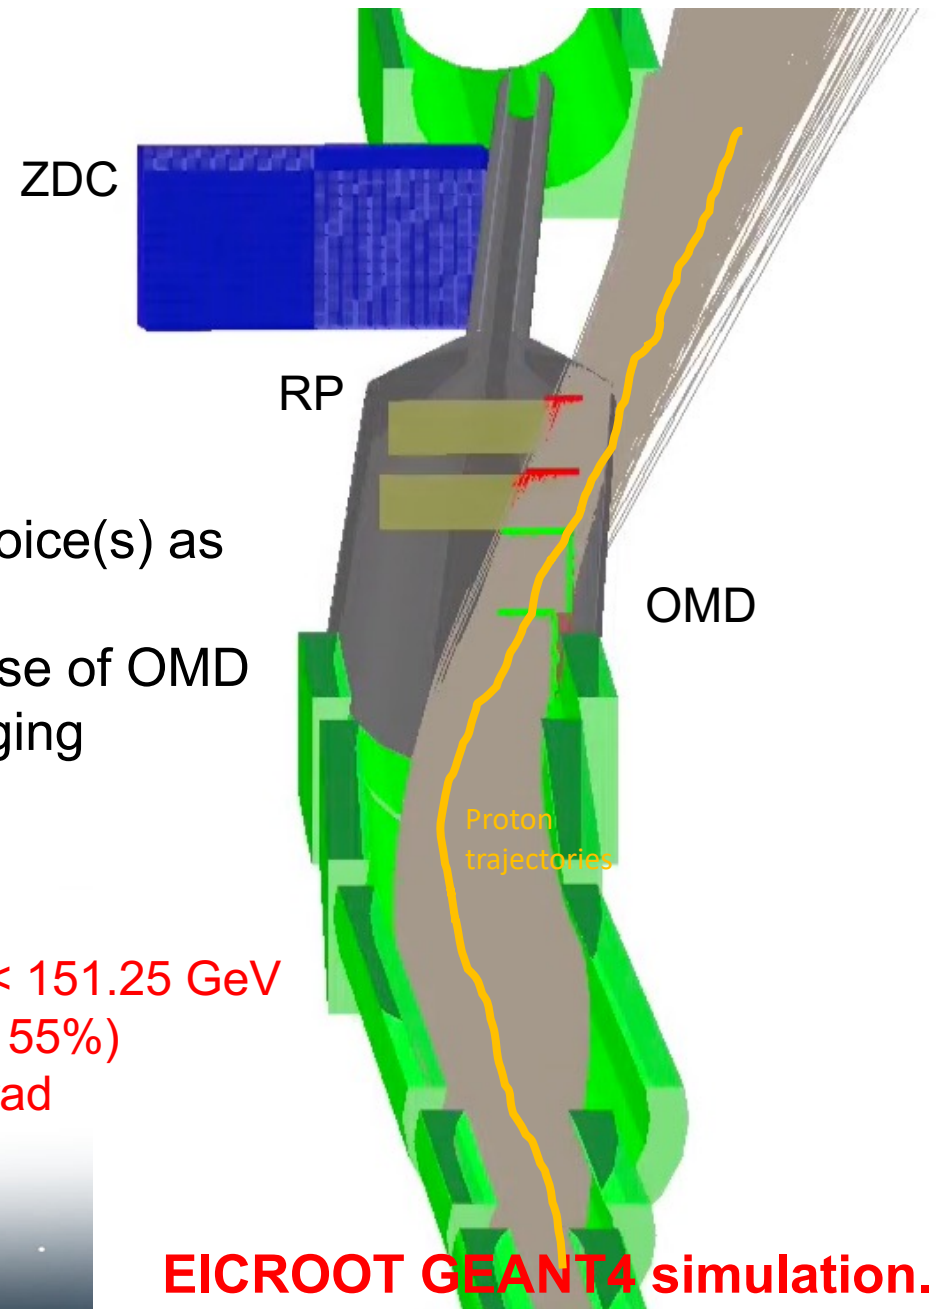 ZDC
RP
oice(s) as
OMD
se of OMD
ging
Proton
trajectories
< 151.25 GeV
55%)
ad
EICROOT GEANT4 simulation.